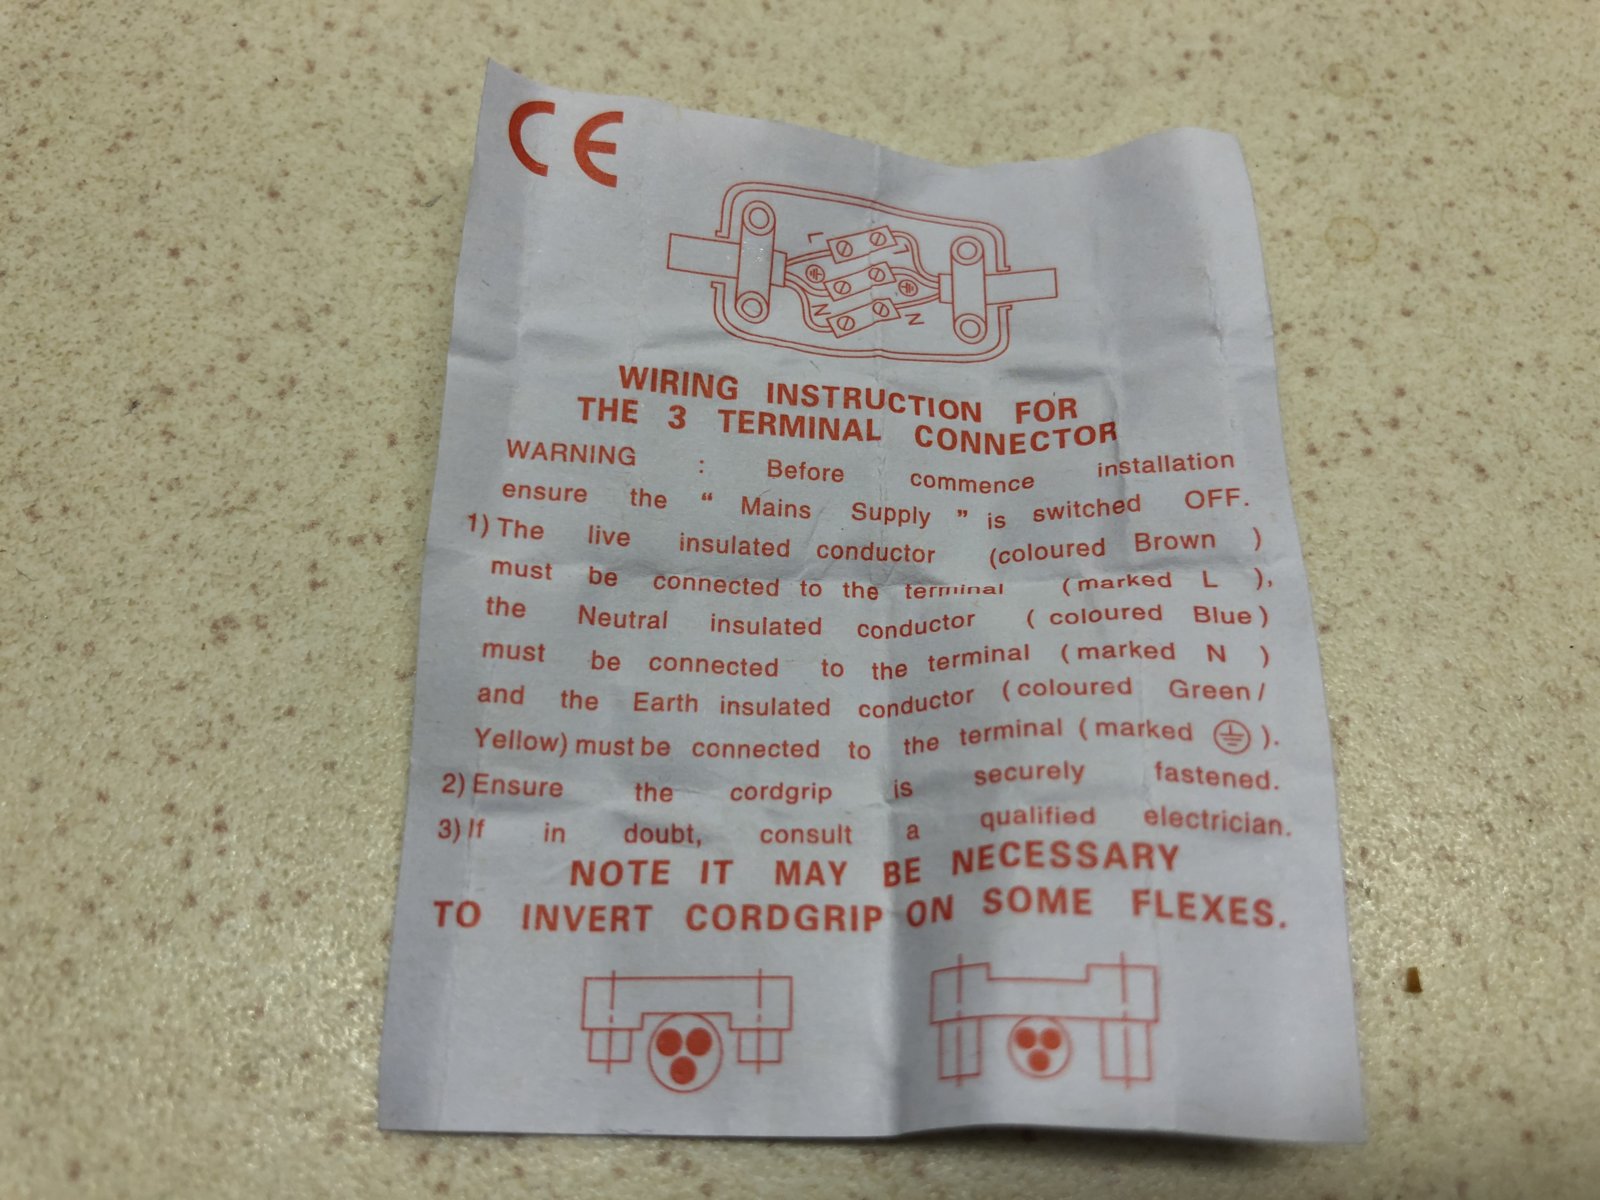 CE
L L
N N
WIRING INSTRUCTION FOR
THE 3 TERMINAL CONNECTOR
WARNING : Before commence installation
ensure the “ Mains Supply ” is switched OFF.
1) The live insulated conductor (coloured Brown )
must be connected to the terminal (marked L ),
the Neutral insulated conductor ( coloured Blue)
must be connected to the terminal (marked N )
and the Earth insulated conductor (coloured Green/
Yellow) must be connected to the terminal (marked ⏚ ).
2) Ensure the cordgrip is securely fastened.
3) If in doubt, consult a qualified electrician.
NOTE IT MAY BE NECESSARY
TO INVERT CORDGRIP ON SOME FLEXES.